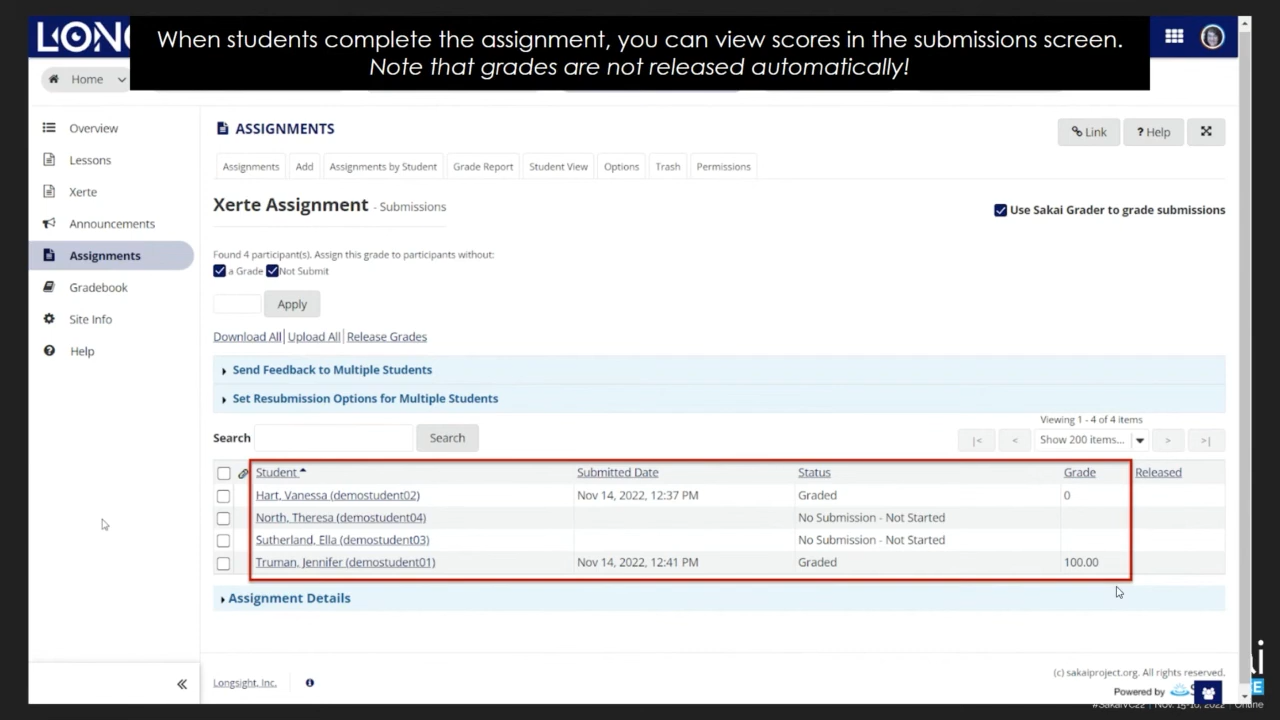 LON
When students complete the assignment, you can view scores in the submissions screen.
Note that grades are not released automatically!
Home
Overview
Lessons
Xerte
Announcements
Assignments
Gradebook
Site Info
Help
ASSIGNMENTS
Link
? Help
Assignments
Add
Assignments by Student
Grade Report
Student View
Options
Trash
Permissions
Xerte Assignment - Submissions
Use Sakai Grader to grade submissions
Found 4 participant(s). Assign this grade to participants without:
a Grade Not Submit
Apply
Download All | Upload All | Release Grades
Send Feedback to Multiple Students
Set Resubmission Options for Multiple Students
Viewing 1 - 4 of 4 items
Search Search |< < Show 200 items... > >|
Student Submitted Date Status Grade Released
Hart, Vanessa (demostudent02) Nov 14, 2022, 12:37 PM Graded 0
North, Theresa (demostudent04) No Submission - Not Started
Sutherland, Ella (demostudent03) No Submission - Not Started
Truman, Jennifer (demostudent01) Nov 14, 2022, 12:41 PM Graded 100.00
Assignment Details
Longsight, Inc.
(c) sakaiproject.org. All rights reserved.
Powered by